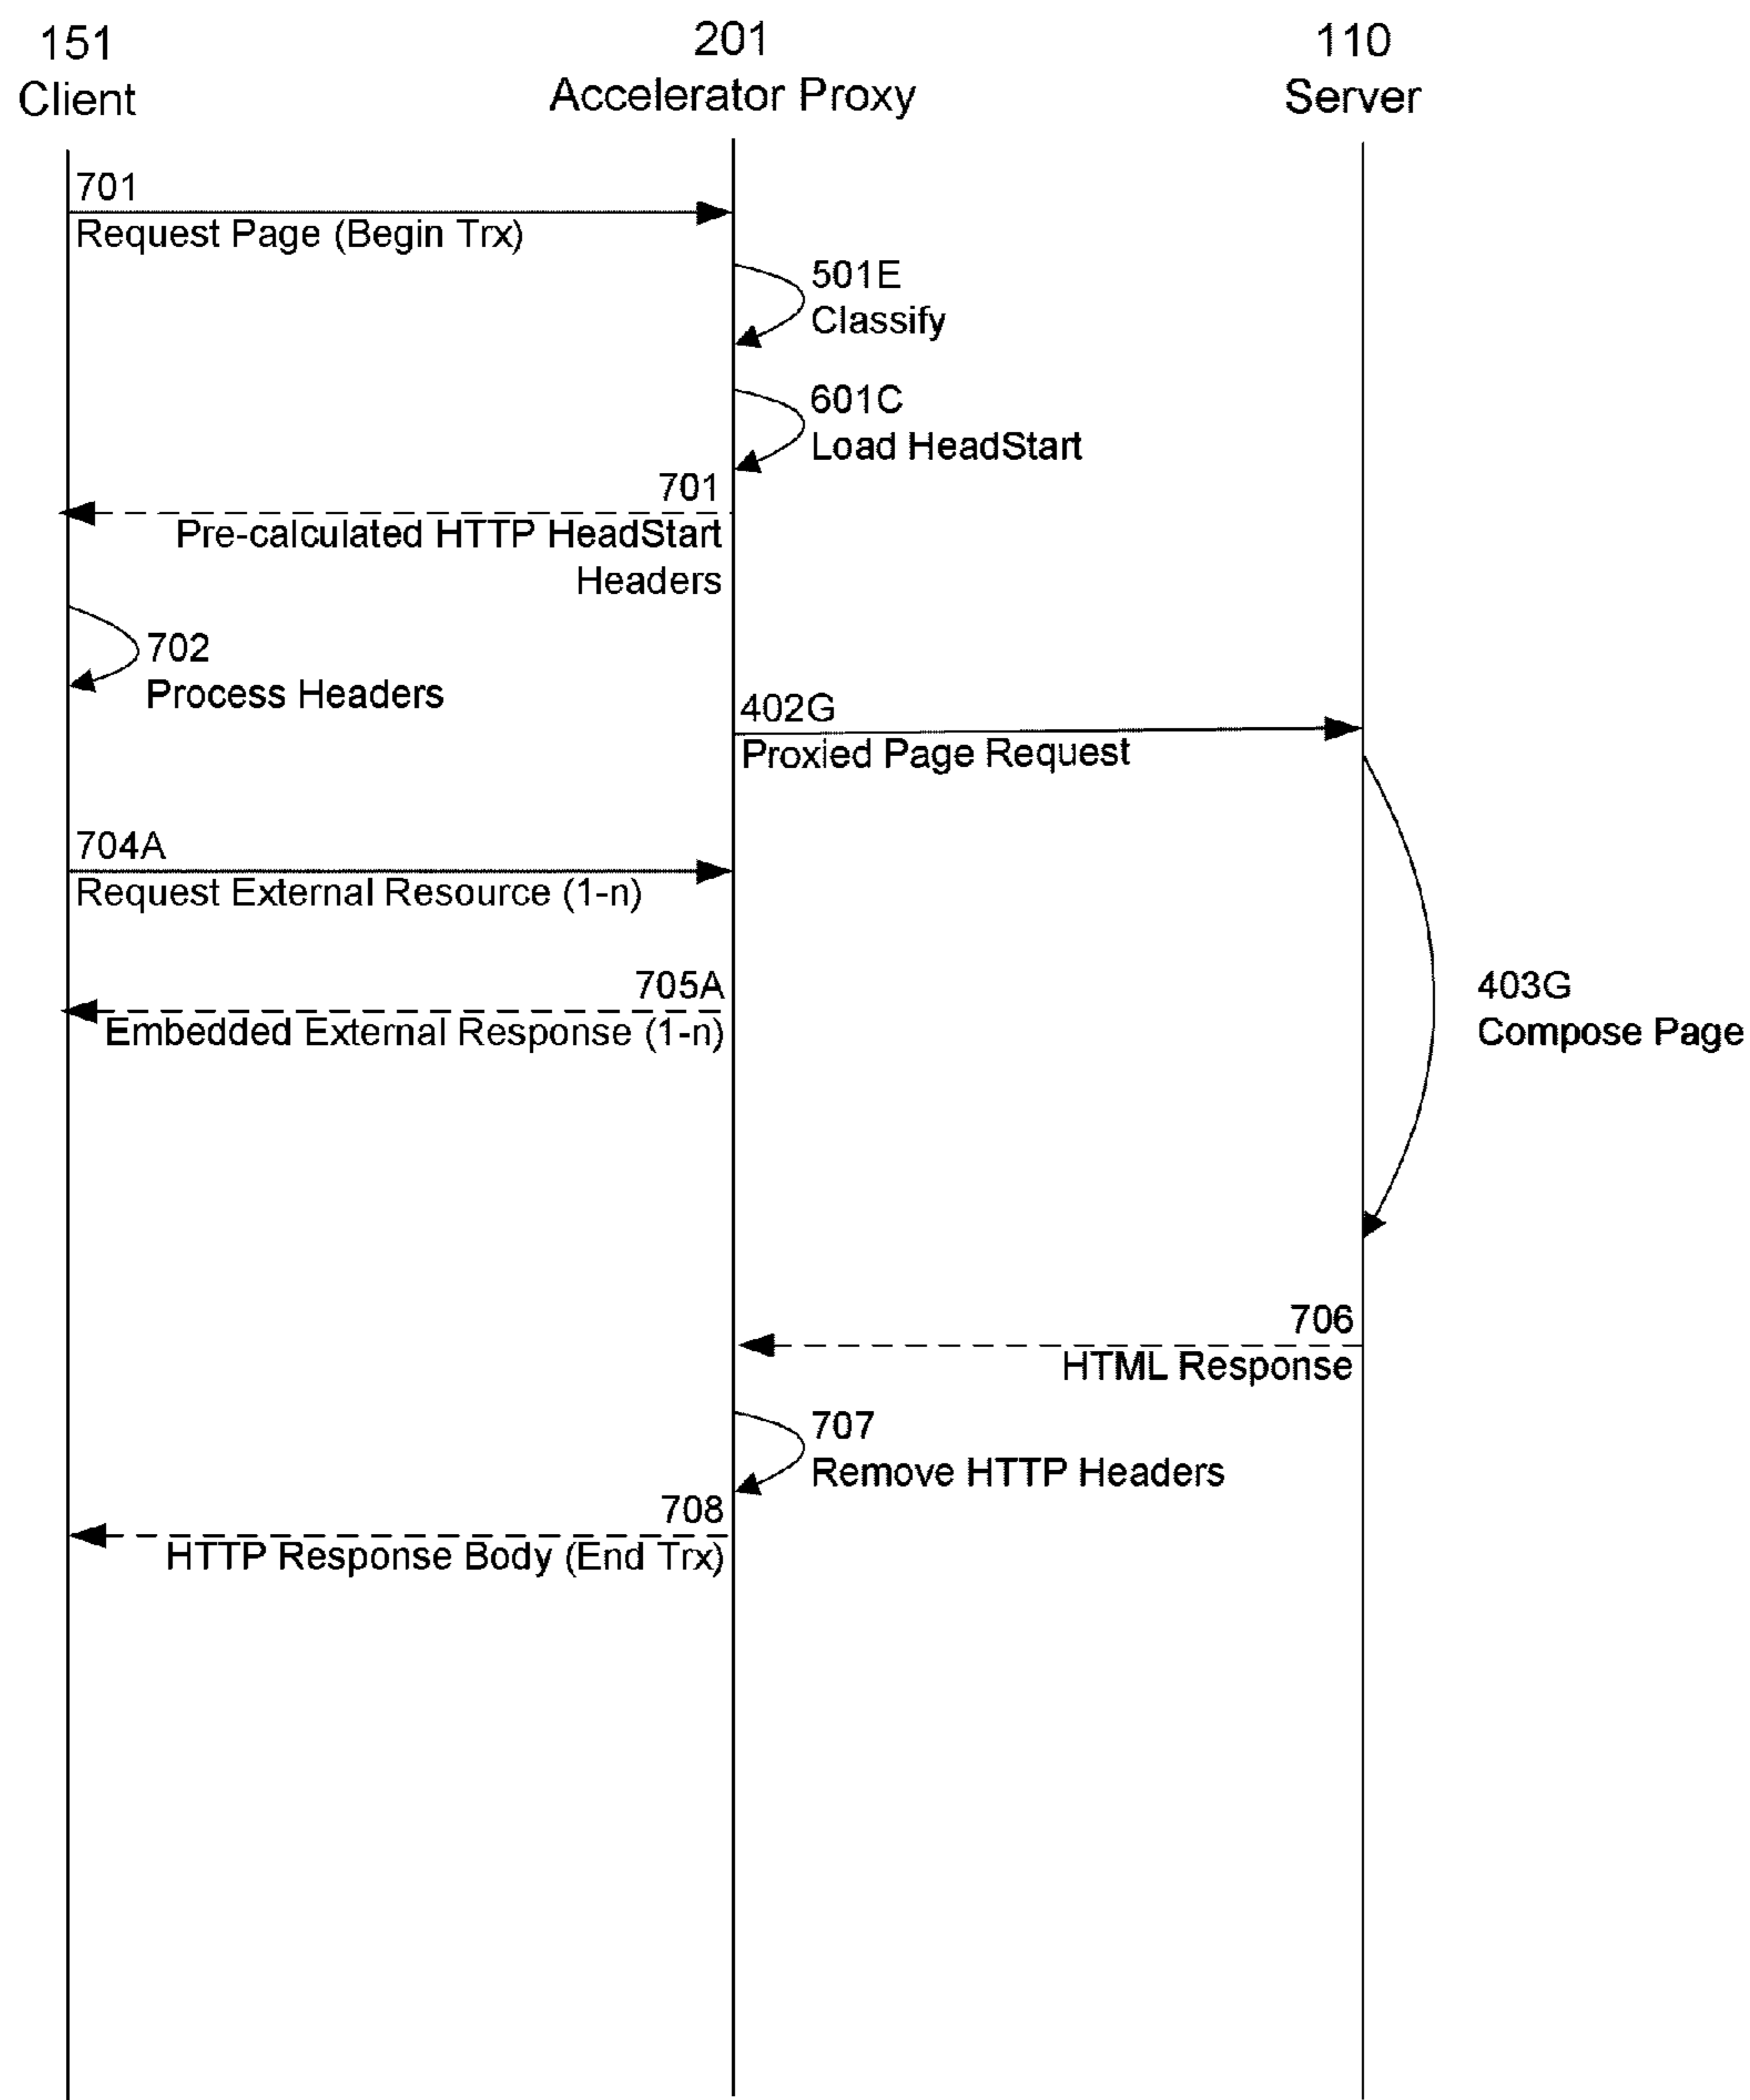 151
Client
201
Accelerator Proxy
110
Server
701
Request Page (Begin Trx)
501E
Classify
601C
Load HeadStart
701
Pre-calculated HTTP HeadStart
Headers
702
Process Headers
402G
Proxied Page Request
704A
Request External Resource (1-n)
705A
Embedded External Response (1-n)
403G
Compose Page
706
HTML Response
707
Remove HTTP Headers
708
HTTP Response Body (End Trx)